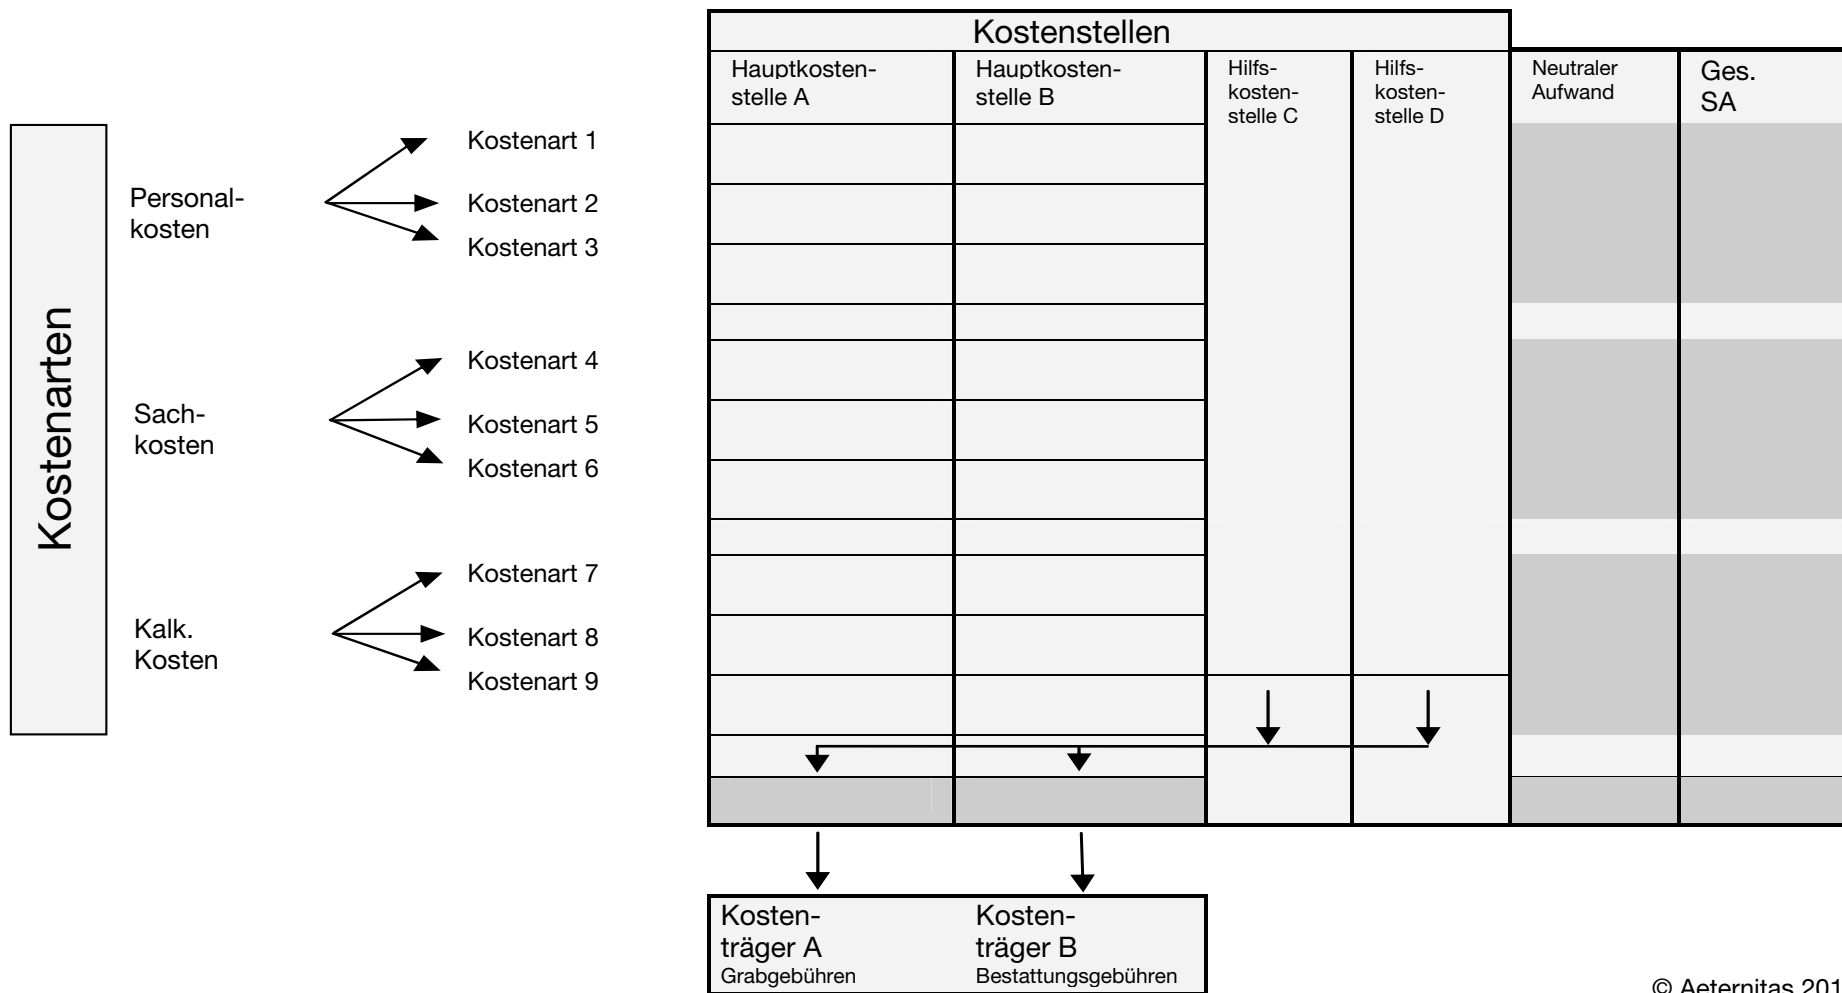 Kostenstellen
Hauptkosten-
stelle A
Hauptkosten-
stelle B
Hilfs-
kosten-
stelle C
Hilfs-
kosten-
stelle D
Neutraler
Aufwand
Ges.
SA
Kostenarten
Personal-
kosten
Kostenart 1
Kostenart 2
Kostenart 3
Sach-
kosten
Kostenart 4
Kostenart 5
Kostenart 6
Kalk.
Kosten
Kostenart 7
Kostenart 8
Kostenart 9
Kosten-
träger A
Grabgebühren
Kosten-
träger B
Bestattungsgebühren
© Aeternitas 201